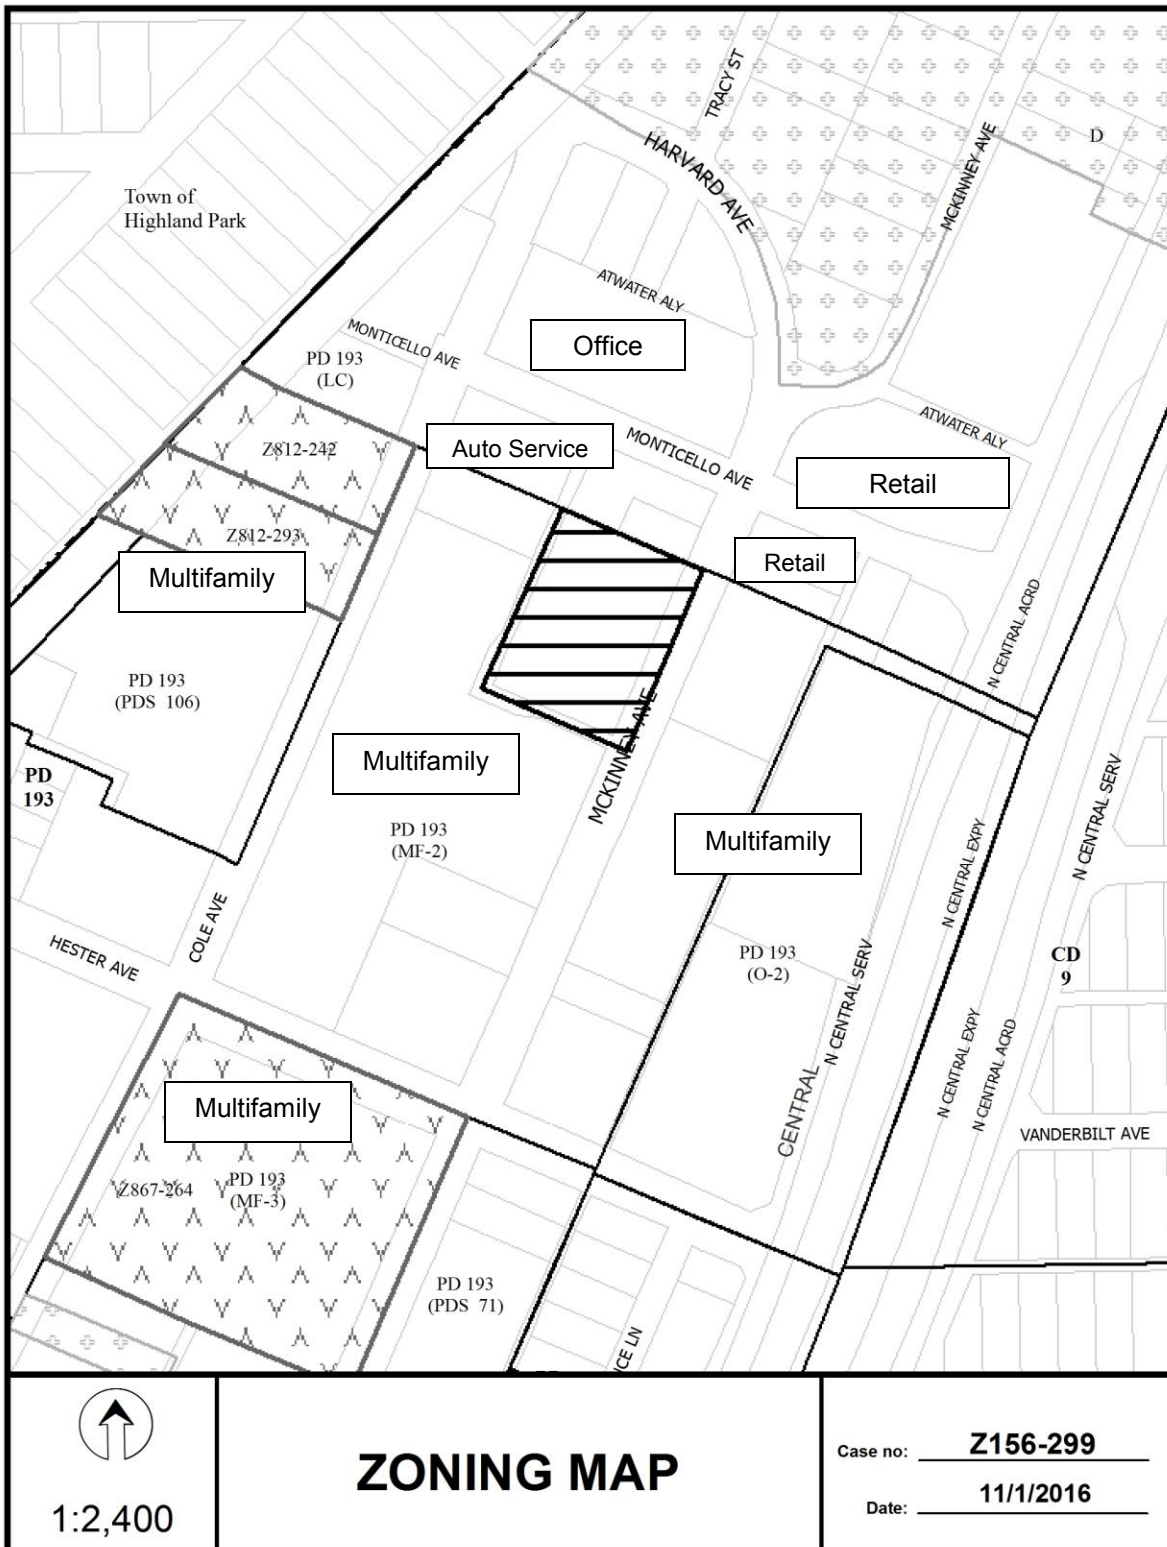 TRACY ST
HARVARD AVE
MCKINNEY AVE
D
Town of
Highland Park
ATWATER ALY
Office
MONTICELLO AVE
PD 193
(LC)
ATWATER ALY
Auto Service
MONTICELLO AVE
Z812-242
Retail
Z812-293
Retail
Multifamily
N CENTRAL ACRD
PD 193
(PDS 106)
MCKINNEY AVE
Multifamily
PD
193
N CENTRAL SERV
PD 193
(MF-2)
Multifamily
N CENTRAL EXPY
COLE AVE
HESTER AVE
PD 193
(O-2)
CD
9
N CENTRAL SERV
N CENTRAL EXPY
N CENTRAL ACRD
CENTRAL
Multifamily
VANDERBILT AVE
Z867-264
PD 193
(MF-3)
PD 193
(PDS 71)
ICE LN
1:2,400
ZONING MAP
Case no: Z156-299
Date: 11/1/2016